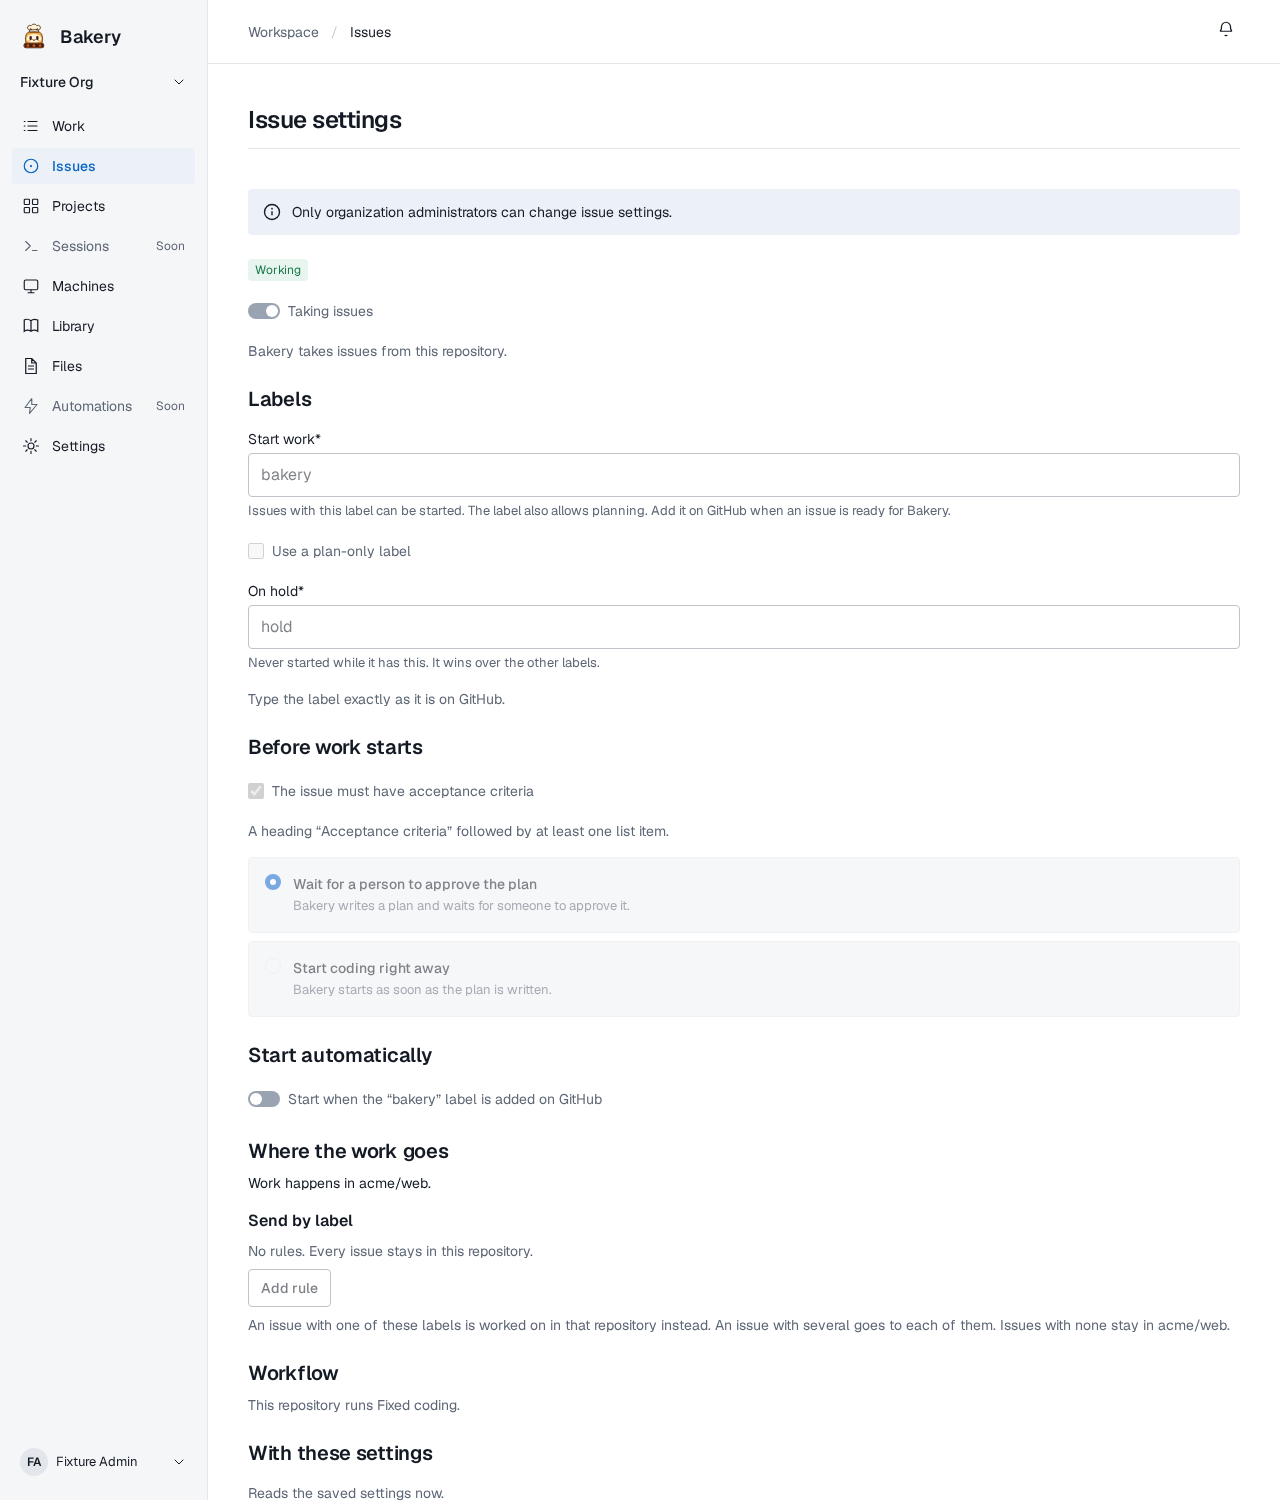 Bakery
Fixture Org
Work
Issues
Projects
Sessions Soon
Machines
Library
Files
Automations Soon
Settings
FA Fixture Admin
Workspace / Issues
Issue settings
Only organization administrators can change issue settings.
Working
Taking issues
Bakery takes issues from this repository.
Labels
Start work*
bakery
Issues with this label can be started. The label also allows planning. Add it on GitHub when an issue is ready for Bakery.
Use a plan-only label
On hold*
hold
Never started while it has this. It wins over the other labels.
Type the label exactly as it is on GitHub.
Before work starts
The issue must have acceptance criteria
A heading “Acceptance criteria” followed by at least one list item.
Wait for a person to approve the plan
Bakery writes a plan and waits for someone to approve it.
Start coding right away
Bakery starts as soon as the plan is written.
Start automatically
Start when the “bakery” label is added on GitHub
Where the work goes
Work happens in acme/web.
Send by label
No rules. Every issue stays in this repository.
Add rule
An issue with one of these labels is worked on in that repository instead. An issue with several goes to each of them. Issues with none stay in acme/web.
Workflow
This repository runs Fixed coding.
With these settings
Reads the saved settings now.